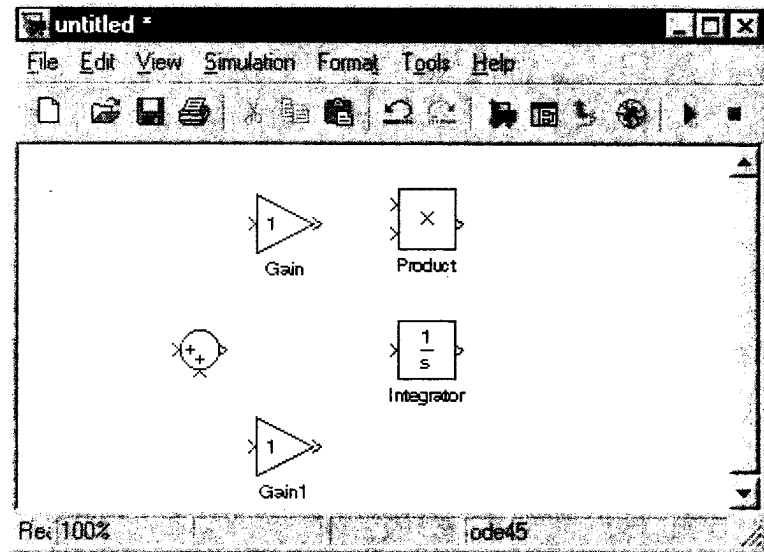 untitled *
File Edit View Simulation Format Tools Help
1
×
Gain
Product
+
+
1
s
Integrator
1
Gain1
100% ode45